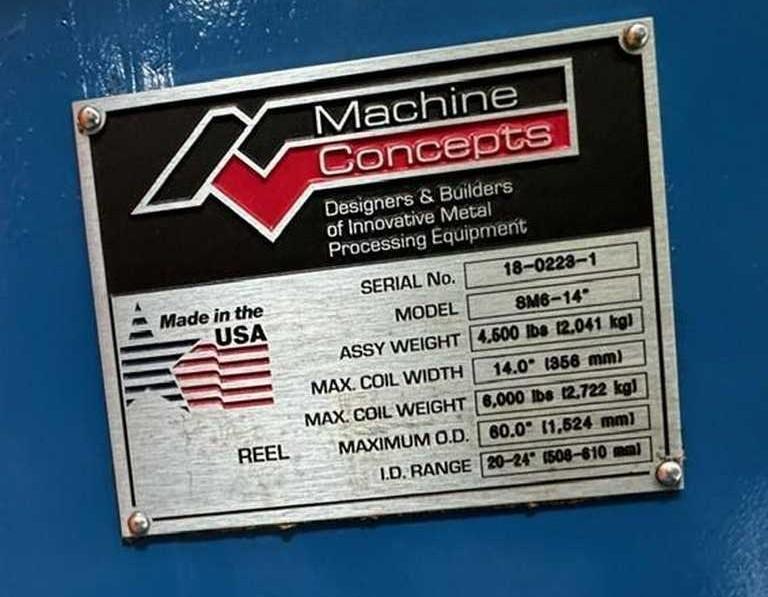 Machine
Concepts
Designers & Builders
of Innovative Metal
Processing Equipment
Made in the
USA
SERIAL No. 18-0223-1
MODEL SM6-14"
ASSY WEIGHT 4,500 lbs (2,041 kg)
MAX. COIL WIDTH 14.0" (356 mm)
MAX. COIL WEIGHT 6,000 lbs (2,722 kg)
REEL MAXIMUM O.D. 60.0" (1,524 mm)
I.D. RANGE 20-24" (508-610 mm)